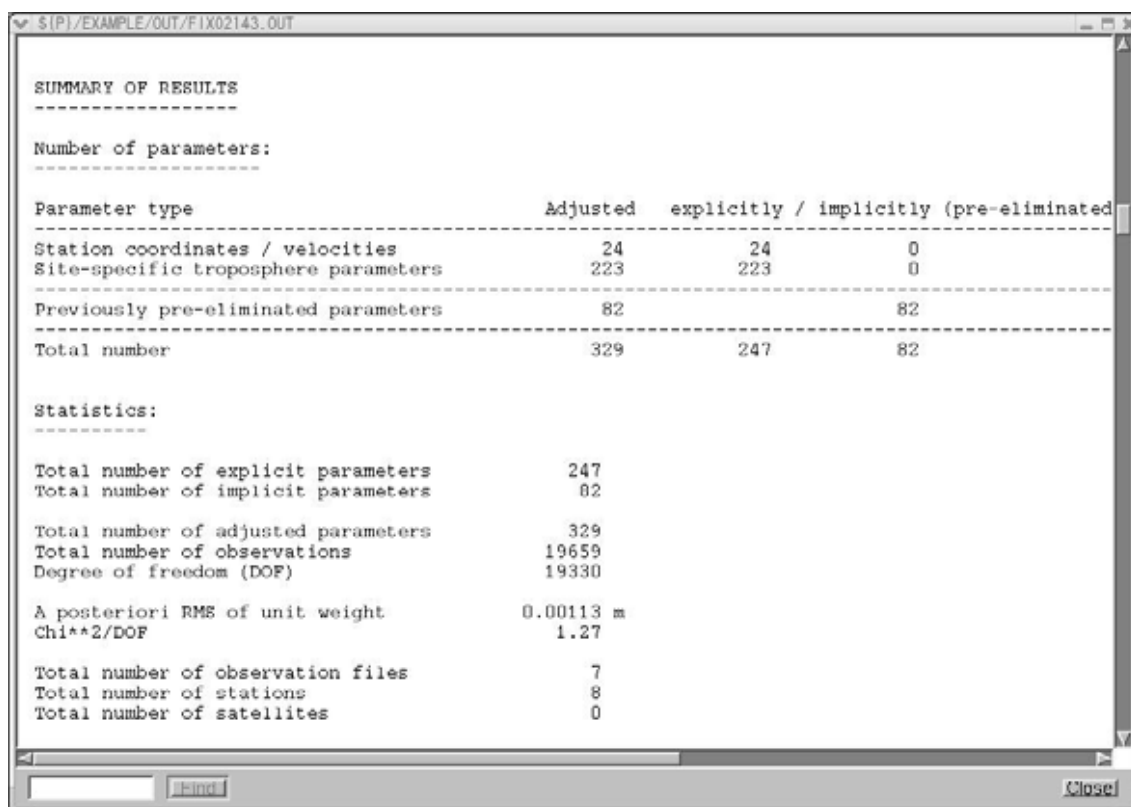 $(P)/EXAMPLE/OUT/FIX02143.OUT
SUMMARY OF RESULTS
------------------
Number of parameters:
--------------------
Parameter type Adjusted explicitly / implicitly (pre-eliminated
Station coordinates / velocities 24 24 0
Site-specific troposphere parameters 223 223 0
Previously pre-eliminated parameters 82 82
Total number 329 247 82
Statistics:
----------
Total number of explicit parameters 247
Total number of implicit parameters 82
Total number of adjusted parameters 329
Total number of observations 19659
Degree of freedom (DOF) 19330
A posteriori RMS of unit weight 0.00113 m
Chi**2/DOF 1.27
Total number of observation files 7
Total number of stations 8
Total number of satellites 0
Find Close